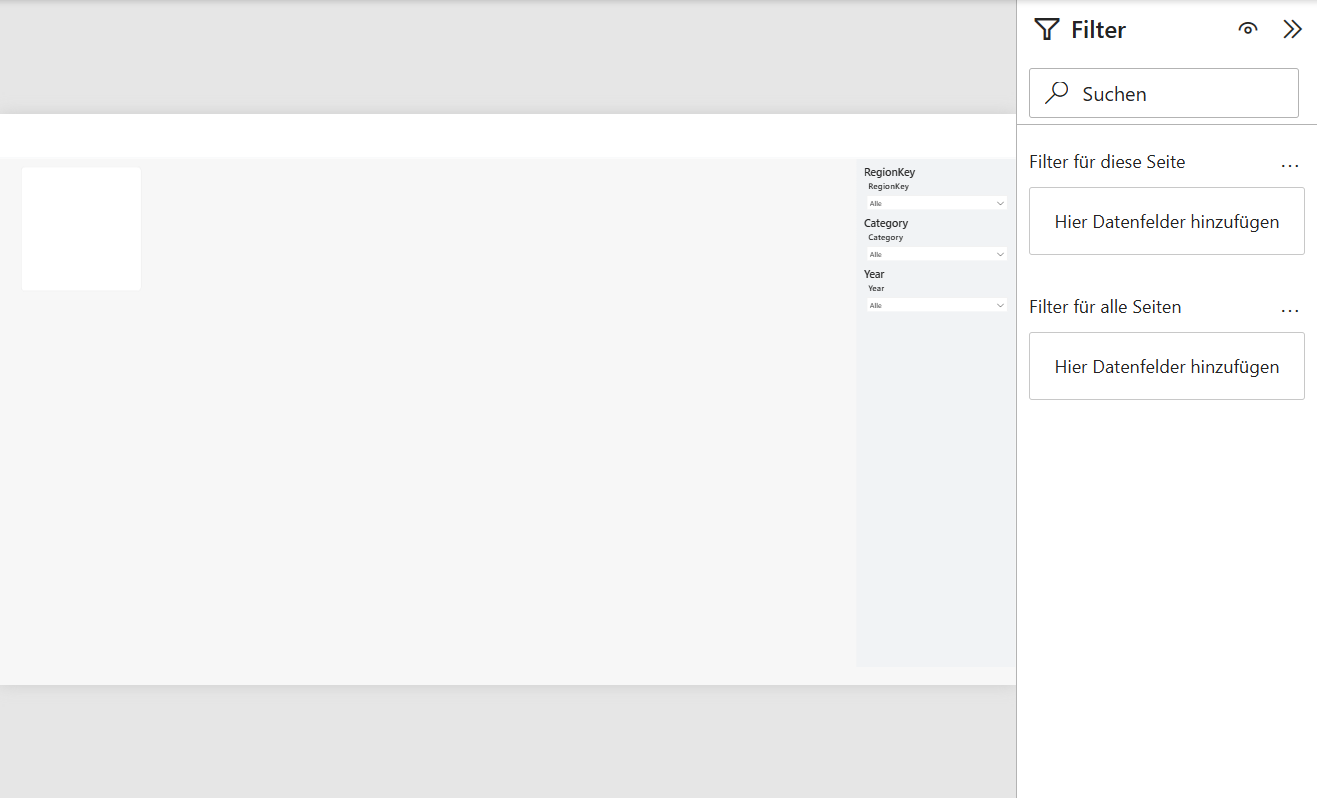 RegionKey
RegionKey
Alle
Category
Category
Alle
Year
Year
Alle
Filter
Suchen
Filter für diese Seite
...
Hier Datenfelder hinzufügen
Filter für alle Seiten
...
Hier Datenfelder hinzufügen